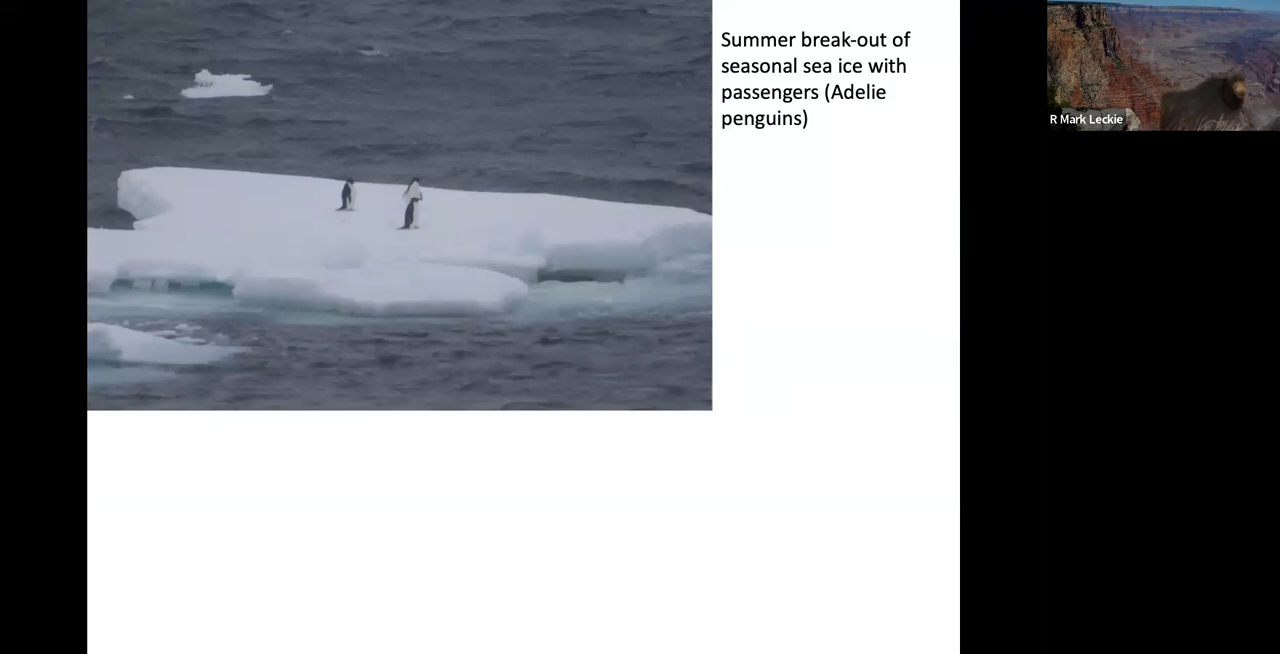 Summer break-out of
seasonal sea ice with
passengers (Adelie
penguins)
R Mark Leckie